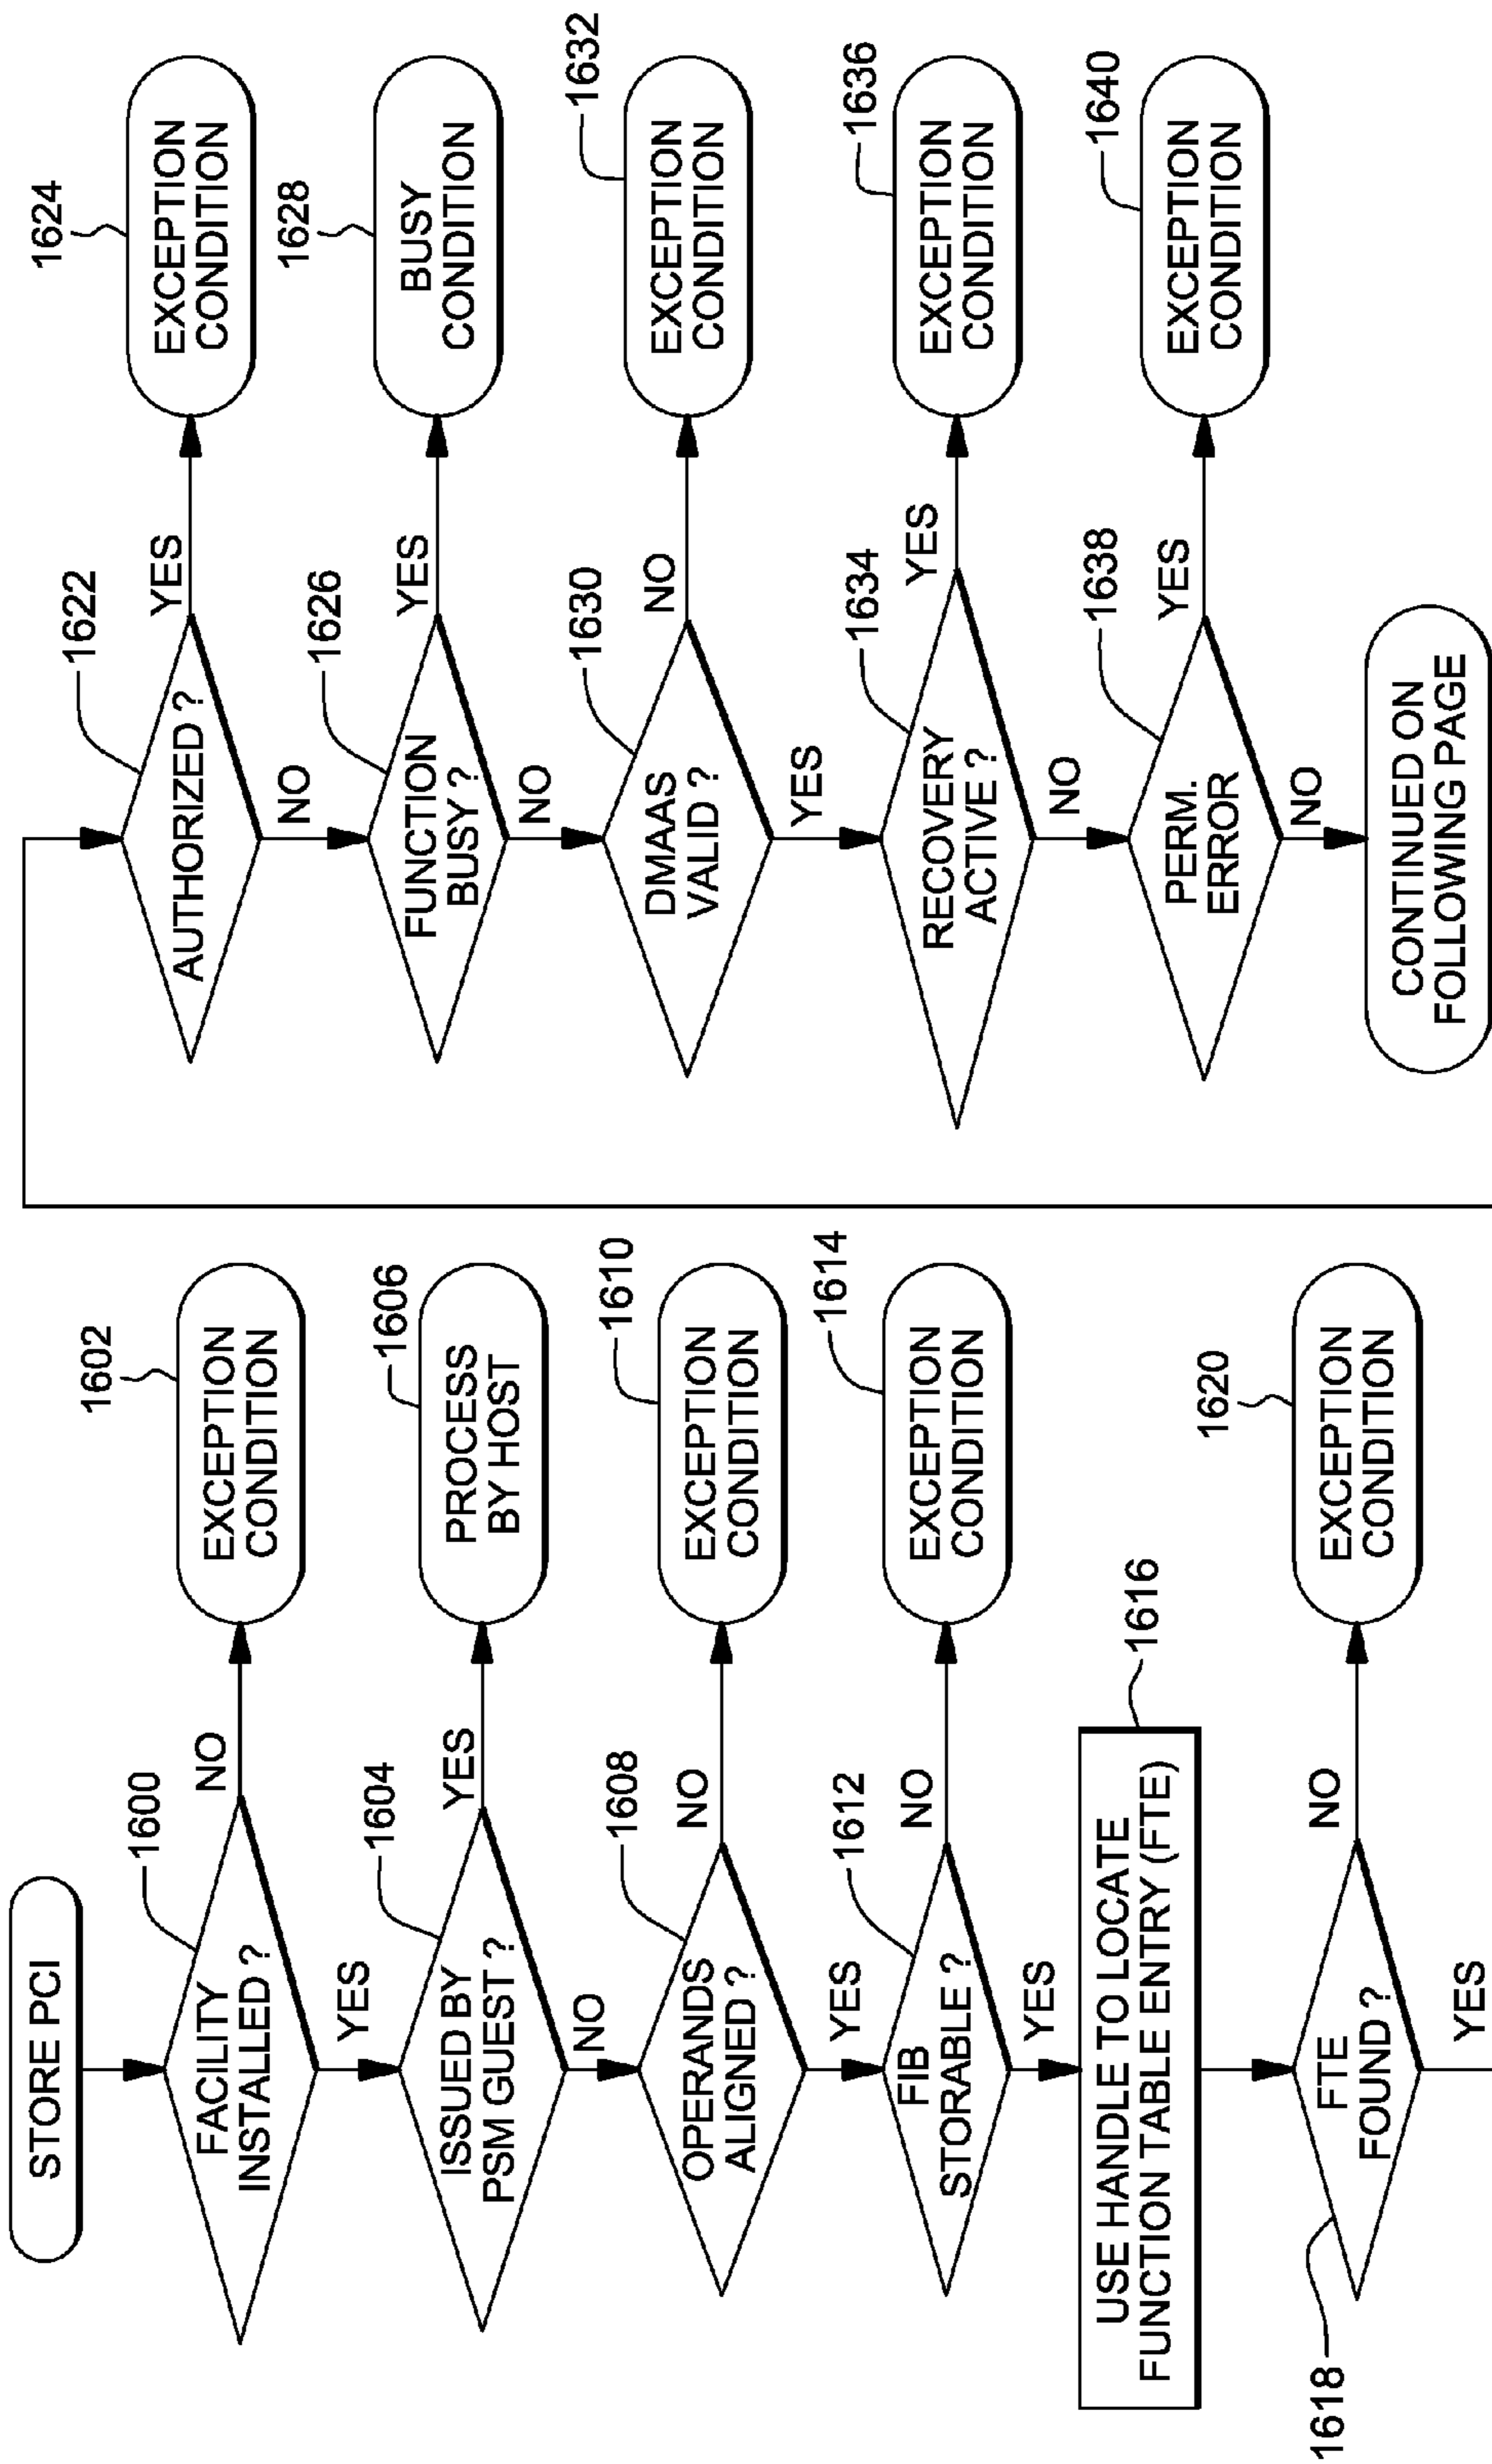 STORE PCI
1600
FACILITY
INSTALLED ?
NO
1602
EXCEPTION
CONDITION
YES
1604
ISSUED BY
PSM GUEST ?
YES
1606
PROCESS
BY HOST
NO
1608
OPERANDS
ALIGNED ?
NO
1610
EXCEPTION
CONDITION
YES
1612
FIB
STORABLE ?
NO
1614
EXCEPTION
CONDITION
YES
1616
USE HANDLE TO LOCATE
FUNCTION TABLE ENTRY (FTE)
1618
FTE
FOUND ?
NO
1620
EXCEPTION
CONDITION
YES
1622
AUTHORIZED ?
YES
1624
EXCEPTION
CONDITION
NO
1626
FUNCTION
BUSY ?
YES
1628
BUSY
CONDITION
NO
1630
DMAAS
VALID ?
NO
1632
EXCEPTION
CONDITION
YES
1634
RECOVERY
ACTIVE ?
YES
1636
EXCEPTION
CONDITION
NO
1638
PERM.
ERROR
YES
1640
EXCEPTION
CONDITION
NO
CONTINUED ON
FOLLOWING PAGE